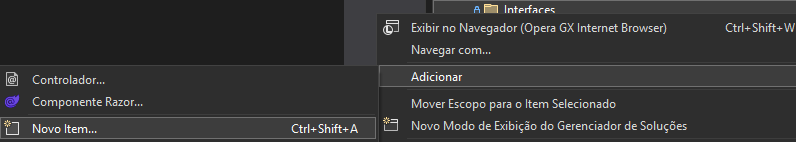 Interfaces
Exibir no Navegador (Opera GX Internet Browser) Ctrl+Shift+W
Navegar com...
Adicionar
Mover Escopo para o Item Selecionado
Novo Modo de Exibição do Gerenciador de Soluções
Controlador...
Componente Razor...
Novo Item... Ctrl+Shift+A